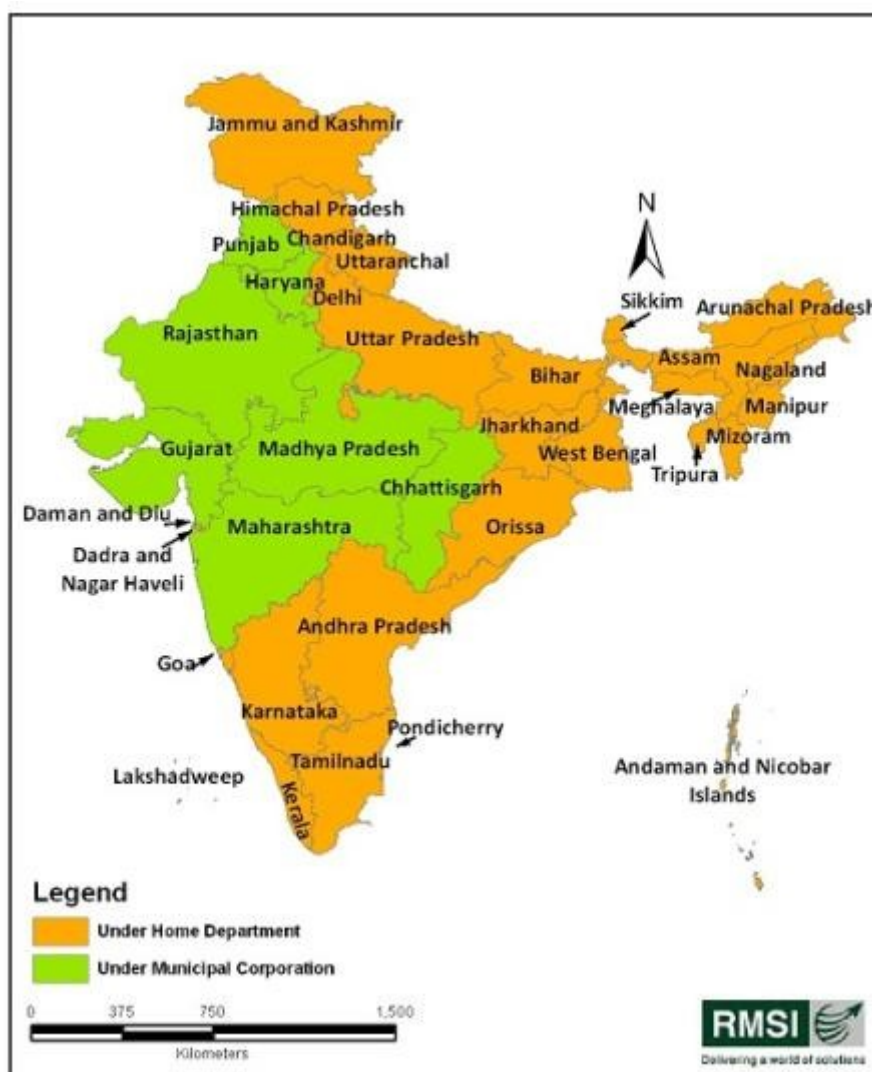 Jammu and Kashmir
Himachal Pradesh
Punjab
Chandigarh
Uttaranchal
Haryana
Delhi
N
Sikkim
Arunachal Pradesh
Rajasthan
Uttar Pradesh
Bihar
Assam
Nagaland
Meghalaya
Manipur
Jharkhand
Mizoram
Gujarat
Madhya Pradesh
West Bengal
Tripura
Chhattisgarh
Daman and Diu
Maharashtra
Orissa
Dadra and
Nagar Haveli
Andhra Pradesh
Goa
Karnataka
Pondicherry
Lakshadweep
Tamilnadu
Andaman and Nicobar
Islands
Kerala
Legend
Under Home Department
Under Municipal Corporation
0 375 750 1,500
Kilometers
RMSI
Delivering a world of solutions